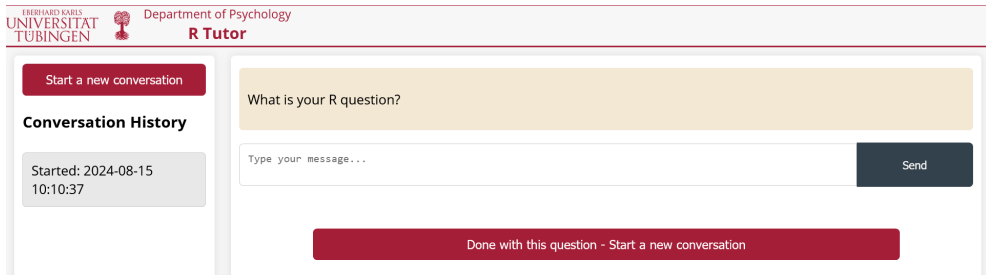 EBERHARD KARLS
UNIVERSITÄT
TÜBINGEN
Department of Psychology
R Tutor
Start a new conversation
Conversation History
Started: 2024-08-15
10:10:37
What is your R question?
Type your message...
Send
Done with this question - Start a new conversation